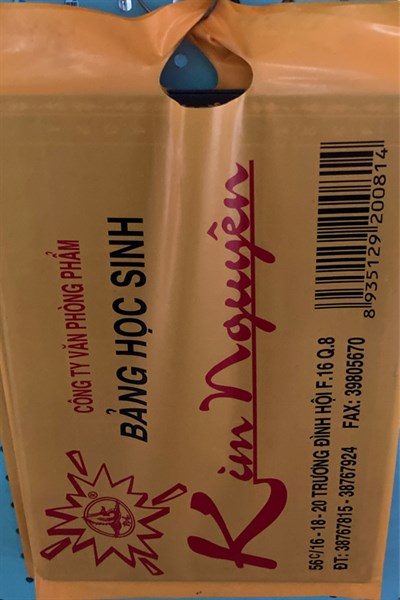 CÔNG TY VĂN PHÒNG PHẨM
BẢNG HỌC SINH
Kim Nguyên
56C/16 - 18 - 20 TRƯƠNG ĐÌNH HỘI F.16 Q.8
ĐT: 38767815 - 38767924 FAX: 39805670
8 935129 200814